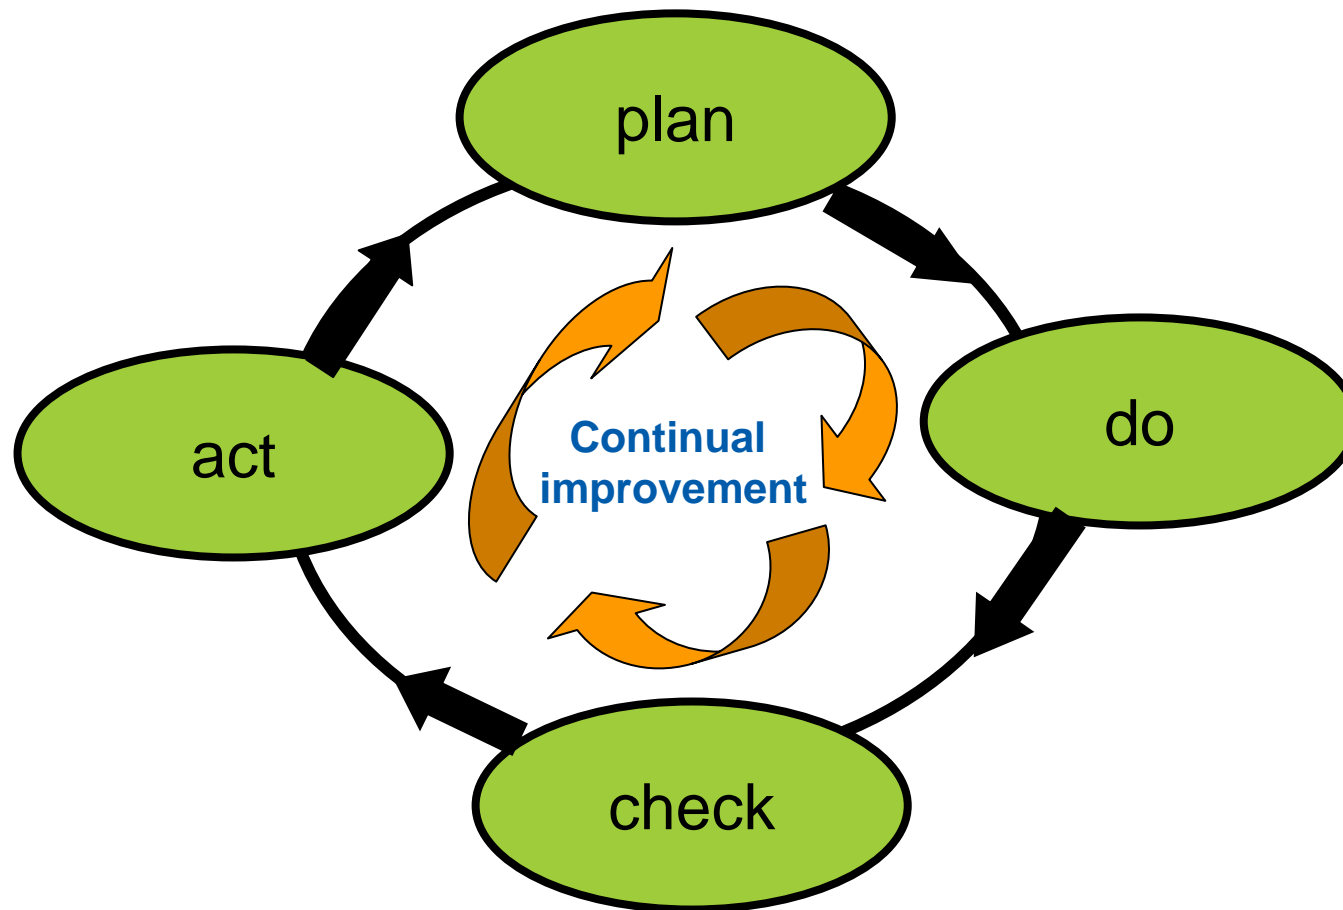 plan
do
Continual
improvement
act
check